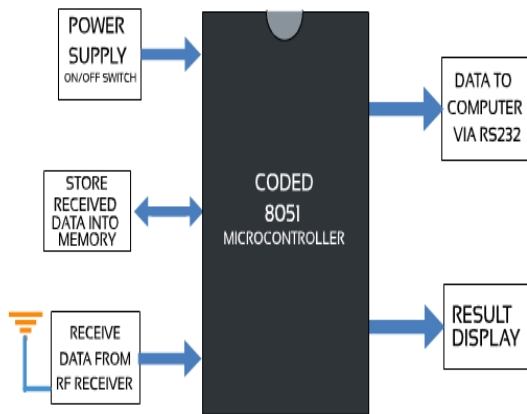 POWER
SUPPLY
ON/OFF SWITCH
STORE
RECEIVED
DATA INTO
MEMORY
RECEIVE
DATA FROM
RF RECEIVER
CODED
8051
MICROCONTROLLER
DATA TO
COMPUTER
VIA RS232
RESULT
DISPLAY